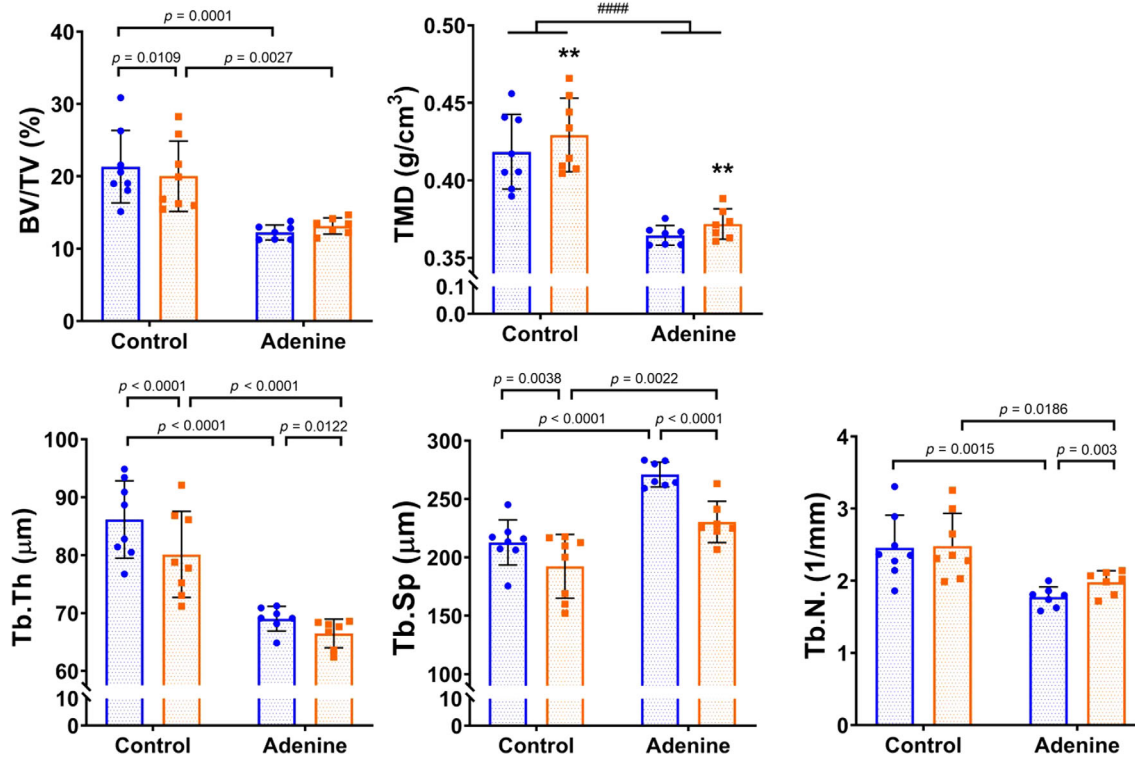 p = 0.0001
p = 0.0109
p = 0.0027
BV/TV (%)
40
30
20
10
0
Control
Adenine
####
**
**
TMD (g/cm³)
0.50
0.45
0.40
0.35
0.1
0.0
Control
Adenine
p < 0.0001
p < 0.0001
p < 0.0001
p = 0.0122
Tb.Th (μm)
100
90
80
70
60
10
0
Control
Adenine
p = 0.0038
p = 0.0022
p < 0.0001
p < 0.0001
Tb.Sp (μm)
300
250
200
150
100
10
0
Control
Adenine
p = 0.0186
p = 0.0015
p = 0.003
Tb.N. (1/mm)
4
3
2
1
0
Control
Adenine